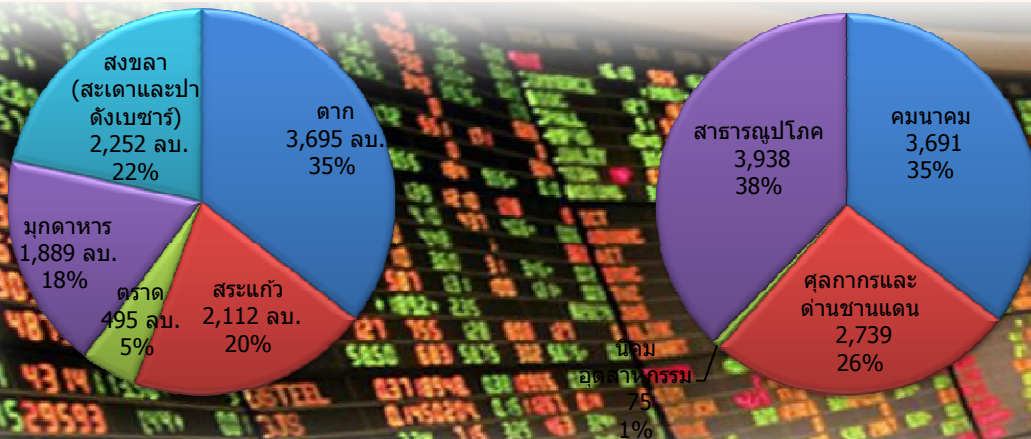 สงขลา
(สะเดาและปา
ดังเบซาร์)
2,252 ลบ.
22%
ตาก
3,695 ลบ.
35%
มุกดาหาร
1,889 ลบ.
18%
ตราด
495 ลบ.
5%
สระแก้ว
2,112 ลบ.
20%
สาธารณูปโภค
3,938
38%
คมนาคม
3,691
35%
ศุลกากรและ
ด่านชานแดน
2,739
26%
นิคม
อุตสาหกรรม
75
1%